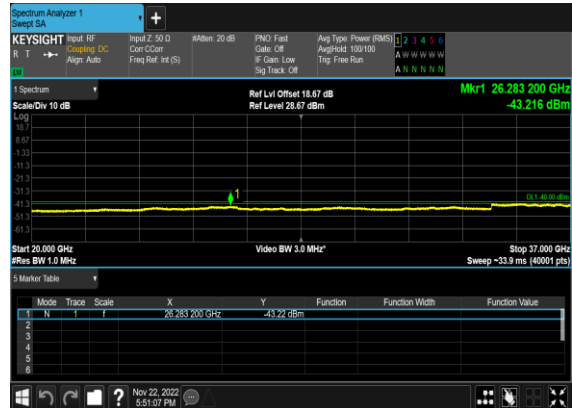 Spectrum Analyzer 1
Swept SA
+
KEYSIGHT Input: RF Input Z: 50 Ω #Atten: 20 dB PNO: Fast Avg Type: Power (RMS) 1 2 3 4 5 6
R T Coupling: DC Corr CCorr Gate: Off Avg|Hold: 100/100 A W W W W W
Align: Auto Freq Ref: Int (S) IF Gain: Low Trig: Free Run A N N N N N
Sig Track: Off
1 Spectrum Ref Lvl Offset 18.67 dB Mkr1 26.283 200 GHz
Scale/Div 10 dB Ref Level 28.67 dBm -43.216 dBm
Log
18.7
8.67
-1.33
-11.3
-21.3
-31.3
1
DL1 -40.00 dBm
-41.3
-51.3
-61.3
Start 20.000 GHz Video BW 3.0 MHz* Stop 37.000 GHz
#Res BW 1.0 MHz Sweep ~33.9 ms (40001 pts)
5 Marker Table
Mode Trace Scale X Y Function Function Width Function Value
1 N 1 f 26.283 200 GHz -43.22 dBm
2
3
4
5
6
? Nov 22, 2022
5:51:07 PM